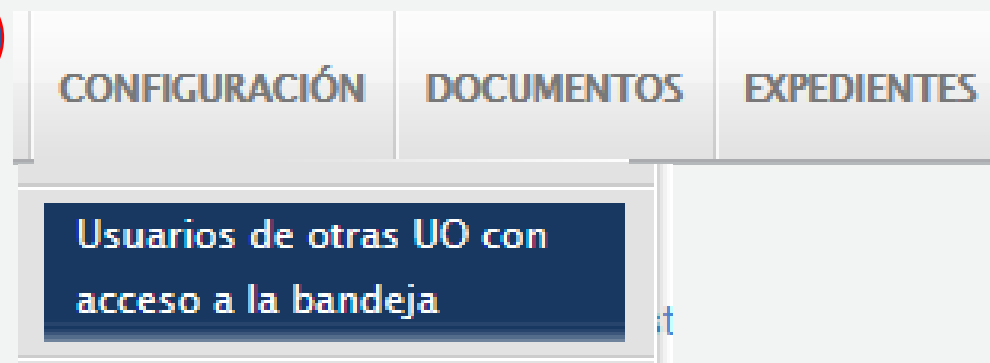 CONFIGURACIÓN DOCUMENTOS EXPEDIENTES
Usuarios de otras UO con
acceso a la bandeja